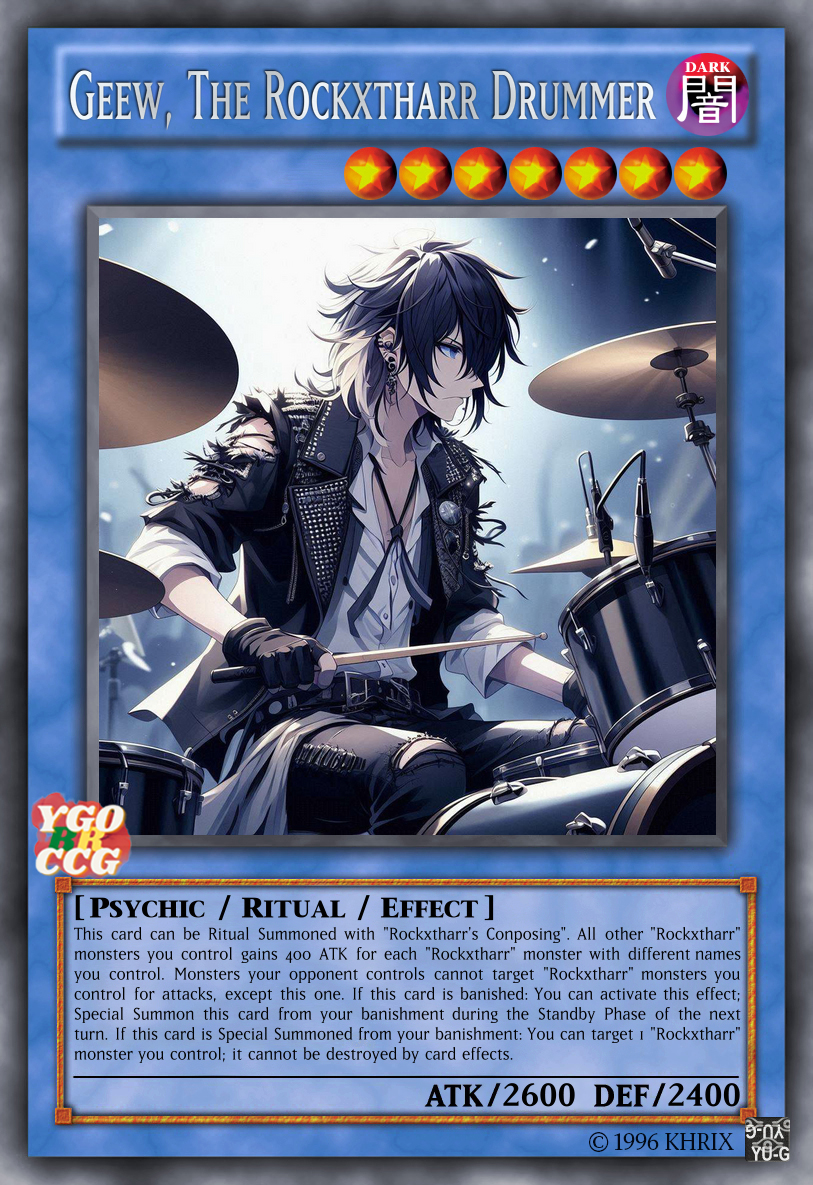 Geew, The Rockxtharr Drummer
DARK
闇
YGO
RR
CCG
[ Psychic / Ritual / Effect ]
This card can be Ritual Summoned with "Rockxtharr's Conposing". All other "Rockxtharr"
monsters you control gains 400 ATK for each "Rockxtharr" monster with different names
you control. Monsters your opponent controls cannot target "Rockxtharr" monsters you
control for attacks, except this one. If this card is banished: You can activate this effect;
Special Summon this card from your banishment during the Standby Phase of the next
turn. If this card is Special Summoned from your banishment: You can target 1 "Rockxtharr"
monster you control; it cannot be destroyed by card effects.
ATK/2600 DEF/2400
© 1996 KHRIX
YU-G